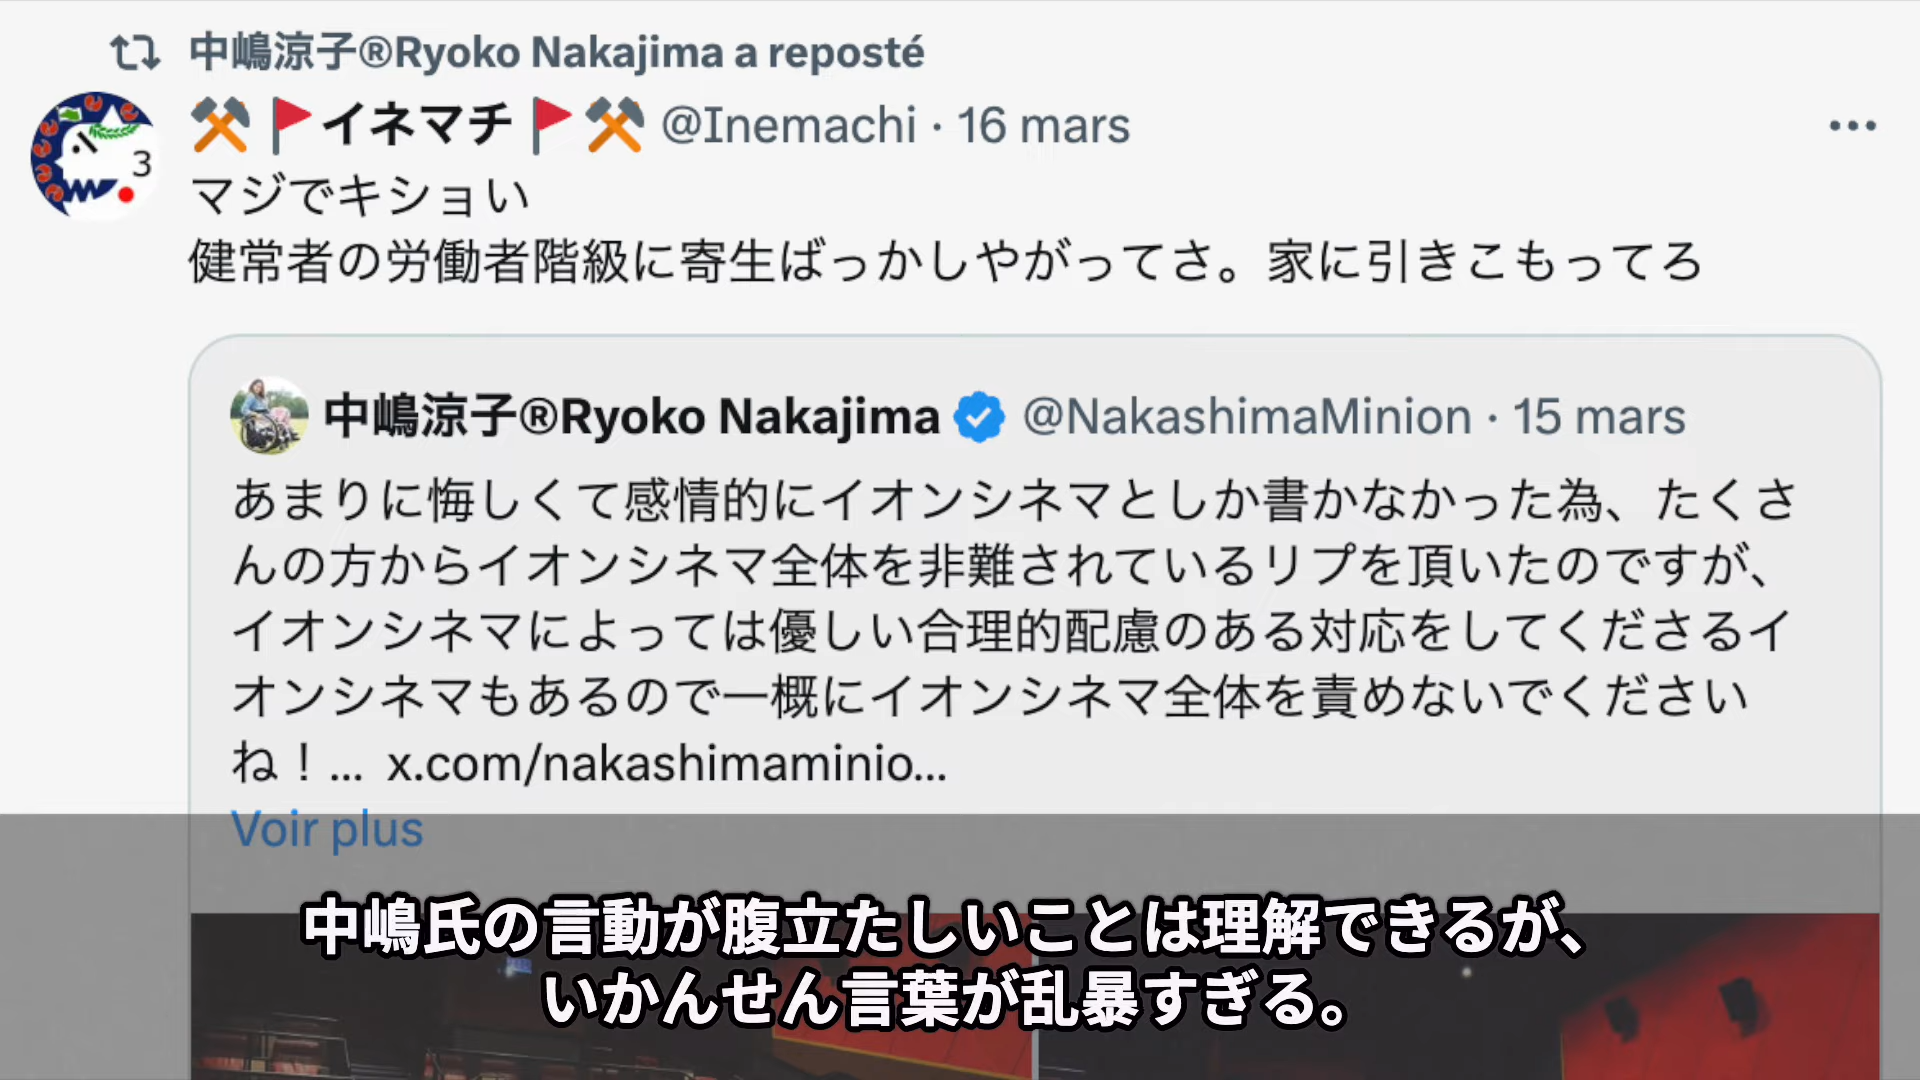 中嶋涼子®Ryoko Nakajima a reposté
イネマチ @Inemachi · 16 mars
マジでキショい
健常者の労働者階級に寄生ばっかしやがってさ。家に引きこもってろ
中嶋涼子®Ryoko Nakajima @NakashimaMinion · 15 mars
あまりに悔しくて感情的にイオンシネマとしか書かなかった為、たくさ
んの方からイオンシネマ全体を非難されているリプを頂いたのですが、
イオンシネマによっては優しい合理的配慮のある対応をしてくださるイ
オンシネマもあるので一概にイオンシネマ全体を責めないでください
ね！... x.com/nakashimaminio...
Voir plus
中嶋氏の言動が腹立たしいことは理解できるが、
いかんせん言葉が乱暴すぎる。